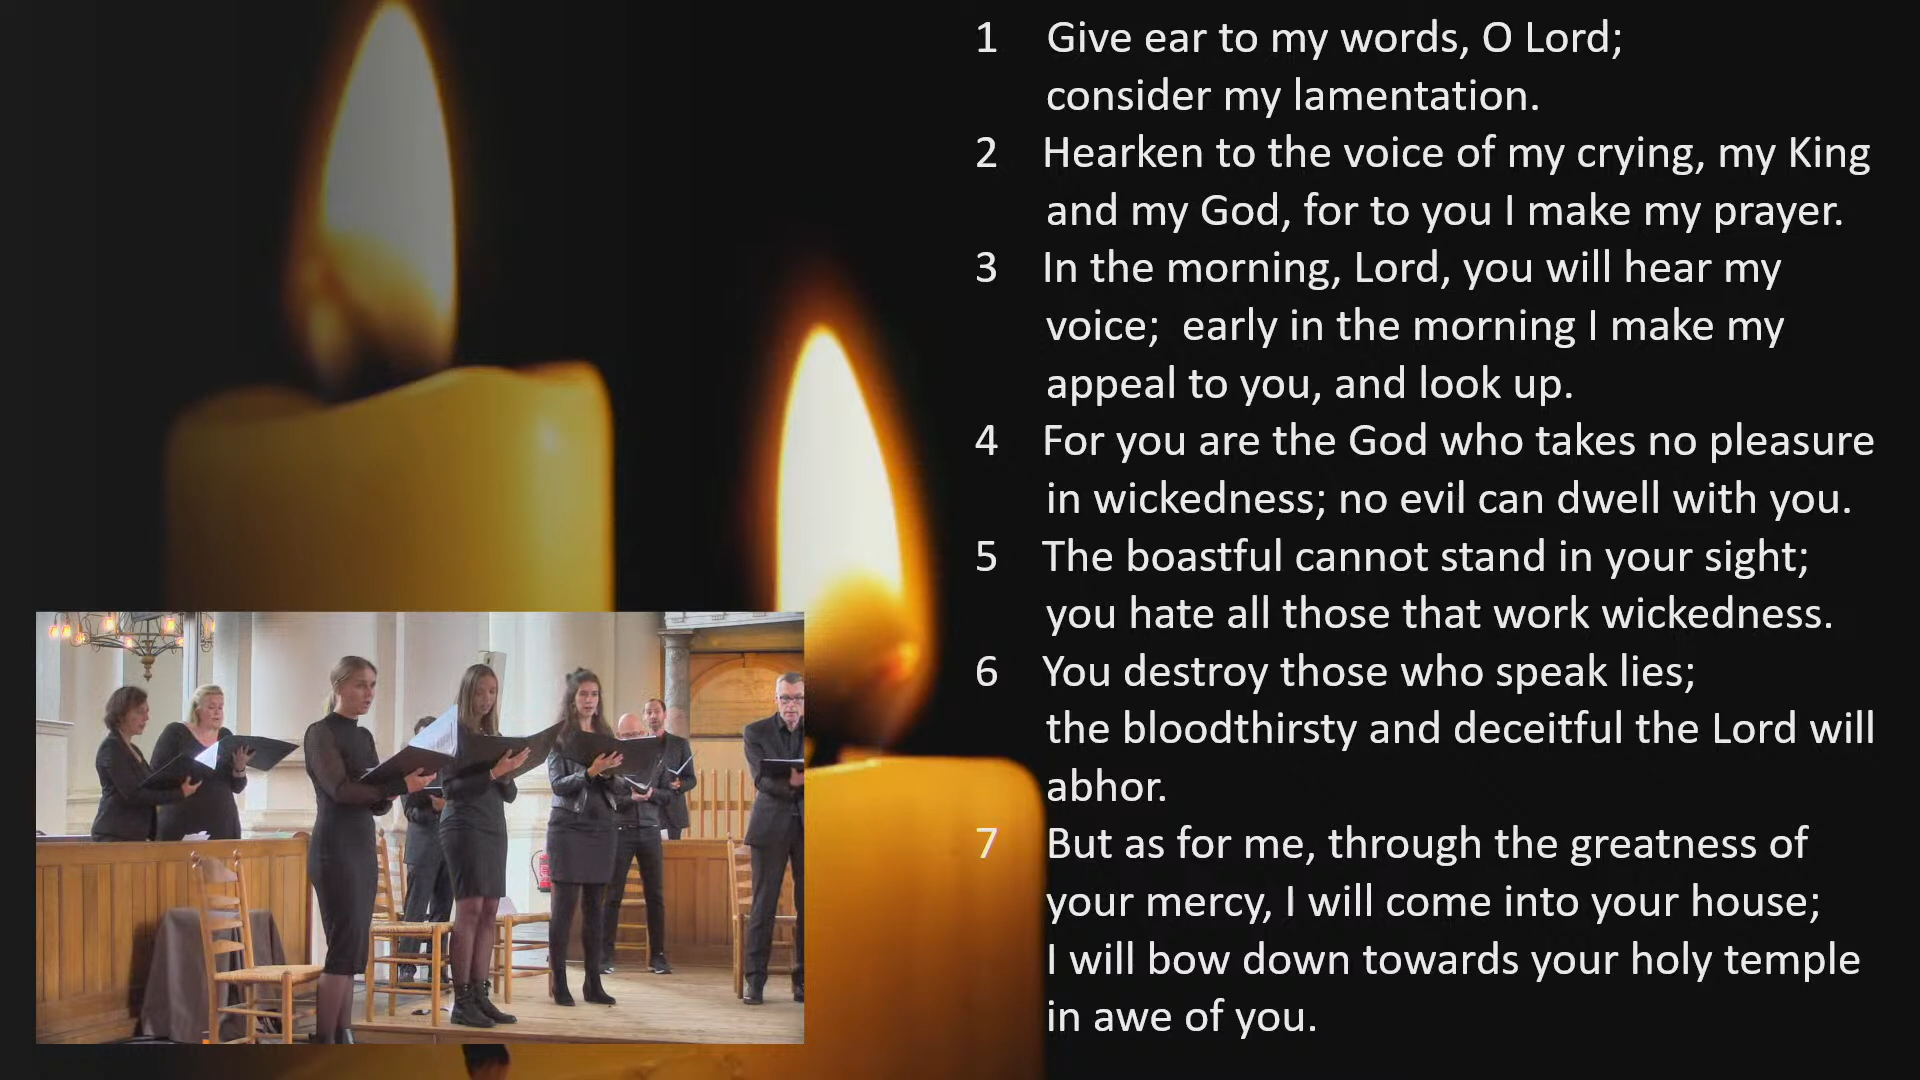 1 Give ear to my words, O Lord;
consider my lamentation.
2 Hearken to the voice of my crying, my King
and my God, for to you I make my prayer.
3 In the morning, Lord, you will hear my
voice;  early in the morning I make my
appeal to you, and look up.
4 For you are the God who takes no pleasure
in wickedness; no evil can dwell with you.
5 The boastful cannot stand in your sight;
you hate all those that work wickedness.
6 You destroy those who speak lies;
the bloodthirsty and deceitful the Lord will
abhor.
7 But as for me, through the greatness of
your mercy, I will come into your house;
I will bow down towards your holy temple
in awe of you.